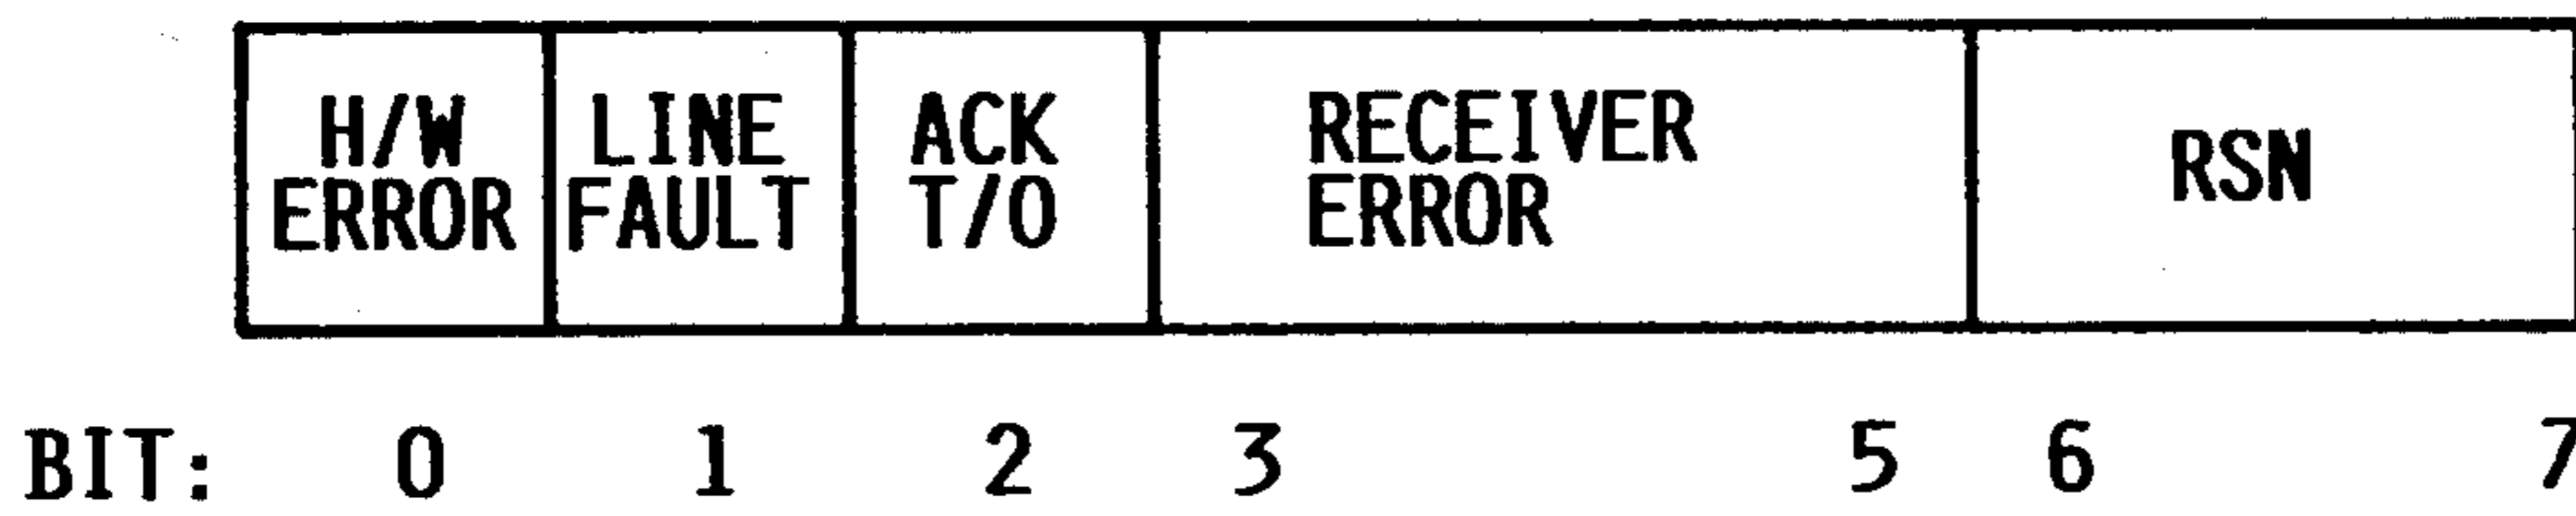 H/W
ERROR
LINE
FAULT
ACK
T/O
RECEIVER
ERROR
RSN
BIT: 0 1 2 3 5 6 7